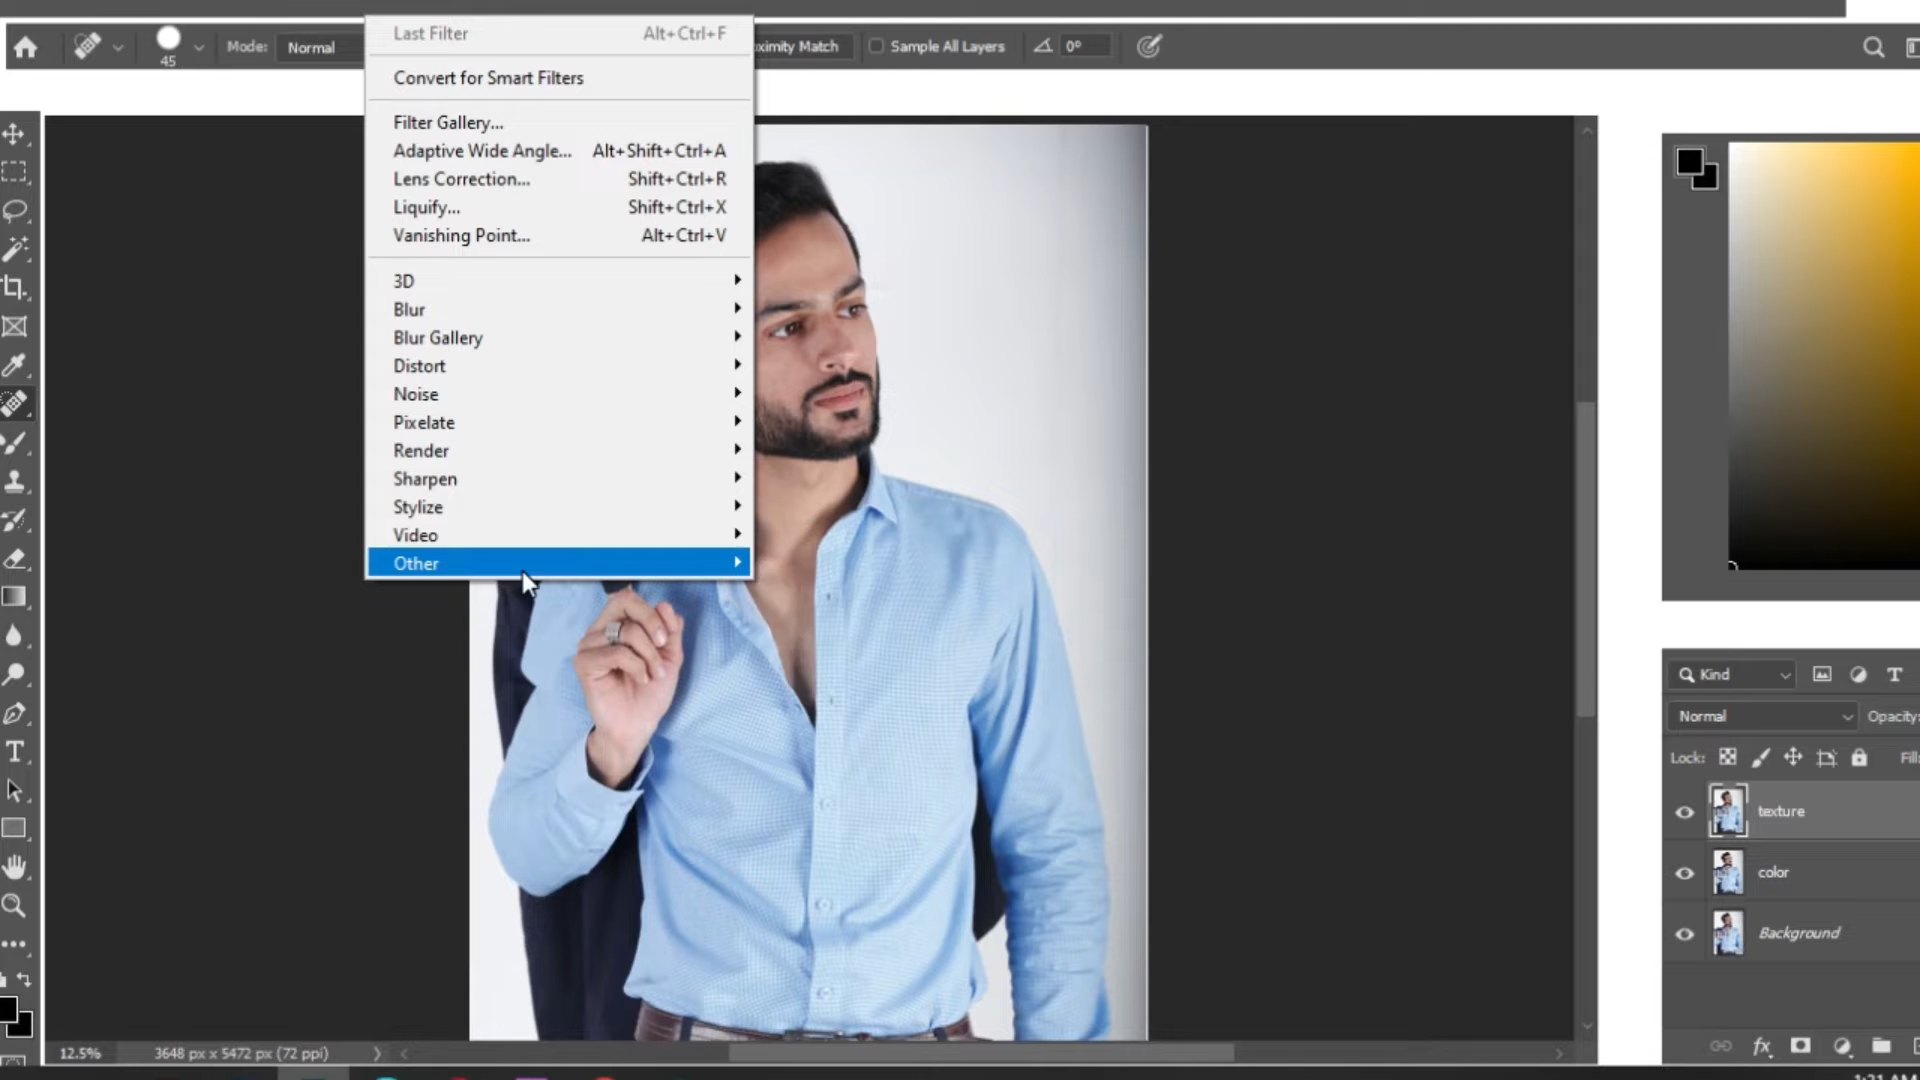 Last Filter Alt+Ctrl+F
45
Mode: Normal
ximity Match
Sample All Layers
0°
Convert for Smart Filters
Filter Gallery...
Adaptive Wide Angle... Alt+Shift+Ctrl+A
Lens Correction... Shift+Ctrl+R
Liquify... Shift+Ctrl+X
Vanishing Point... Alt+Ctrl+V
3D
Blur
Blur Gallery
Distort
Noise
Pixelate
Render
Sharpen
Stylize
Video
Other
Kind
Normal Opacity:
Lock: Fill:
texture
color
Background
12.5% 3648 px x 5472 px (72 ppi)